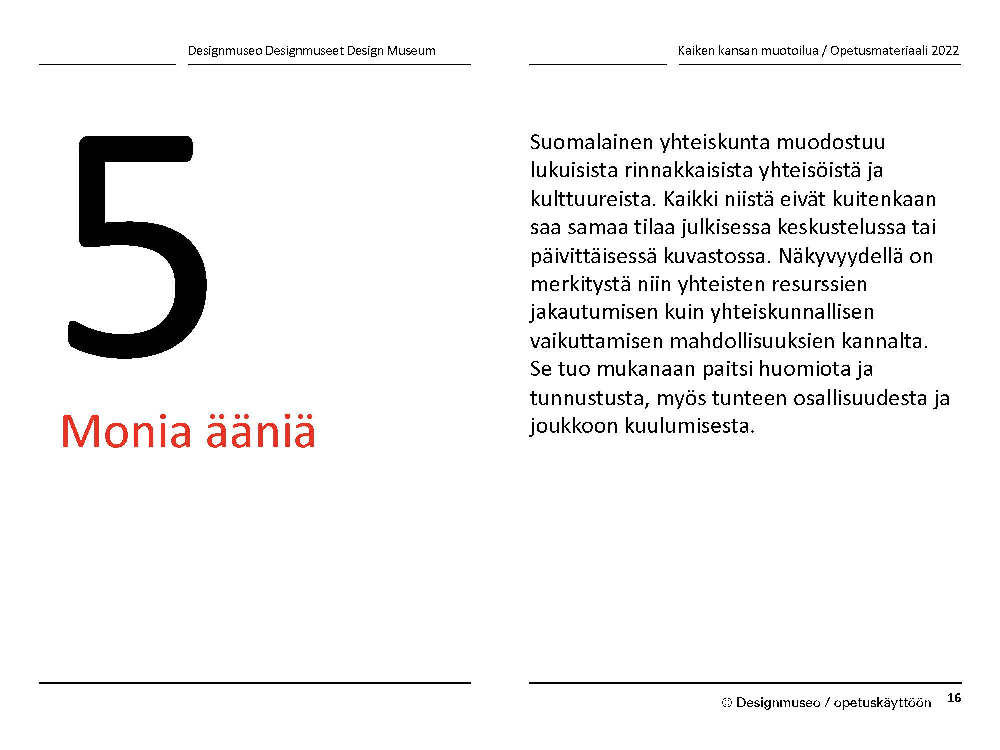 Designmuseo Designmuseet Design Museum
Kaiken kansan muotoilua / Opetusmateriaali 2022
5
Monia ääniä
Suomalainen yhteiskunta muodostuu
lukuisista rinnakkaisista yhteisöistä ja
kulttuureista. Kaikki niistä eivät kuitenkaan
saa samaa tilaa julkisessa keskustelussa tai
päivittäisessä kuvastossa. Näkyvyydellä on
merkitystä niin yhteisten resurssien
jakautumisen kuin yhteiskunnallisen
vaikuttamisen mahdollisuuksien kannalta.
Se tuo mukanaan paitsi huomiota ja
tunnustusta, myös tunteen osallisuudesta ja
joukkoon kuulumisesta.
© Designmuseo / opetuskäyttöön 16